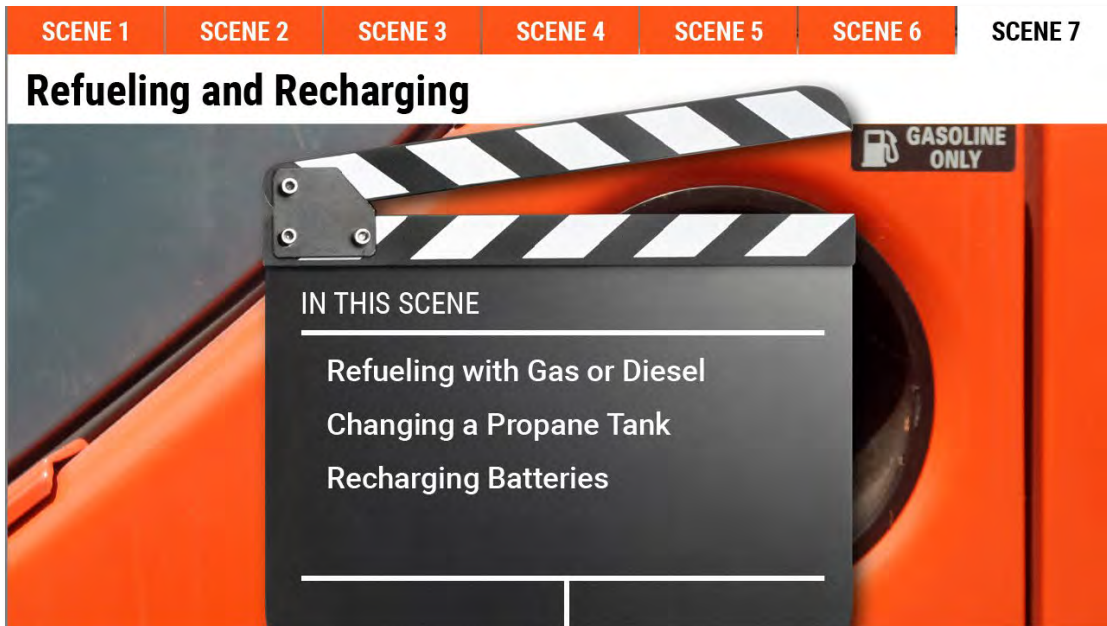 SCENE 1 SCENE 2 SCENE 3 SCENE 4 SCENE 5 SCENE 6 SCENE 7
Refueling and Recharging
GASOLINE
ONLY
IN THIS SCENE
Refueling with Gas or Diesel
Changing a Propane Tank
Recharging Batteries